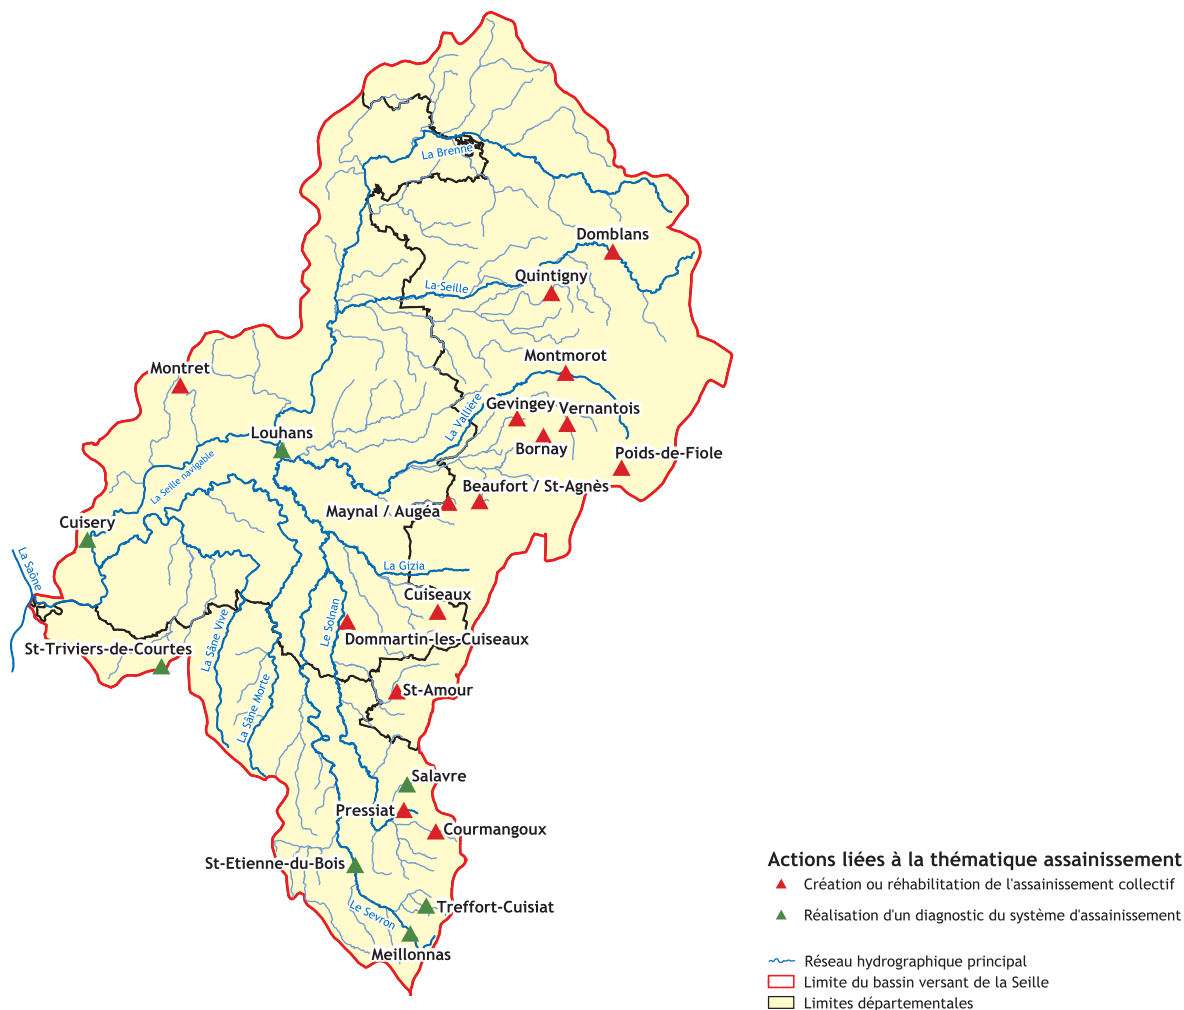 La Brenne
Domblans
Quintigny
La Seille
Montmorot
Montret
Gevingey
Vernantois
La Vallière
Louhans
Bornay
Poids-de-Fiole
La Seille navigable
Beaufort / St-Agnès
Maynal / Augéa
Cuisery
La Saône
La Gizia
Cuiseaux
Le Solnan
La Sâne Vive
Dommartin-les-Cuiseaux
St-Triviers-de-Courtes
La Sâne Morte
St-Amour
Salavre
Pressiat
Courmangoux
St-Etienne-du-Bois
Treffort-Cuisiat
Le Sevron
Meillonnas
Actions liées à la thématique assainissement
Création ou réhabilitation de l'assainissement collectif
Réalisation d'un diagnostic du système d'assainissement
Réseau hydrographique principal
Limite du bassin versant de la Seille
Limites départementales